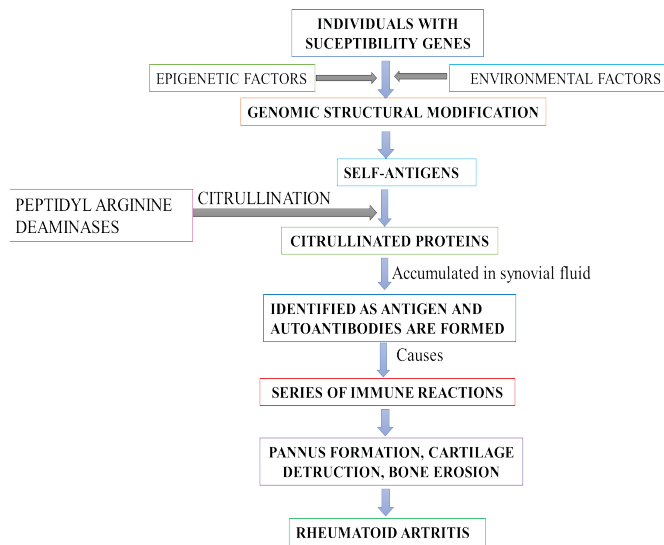 INDIVIDUALS WITH
SUCEPTIBILITY GENES
EPIGENETIC FACTORS
ENVIRONMENTAL FACTORS
GENOMIC STRUCTURAL MODIFICATION
SELF-ANTIGENS
PEPTIDYL ARGININE
DEAMINASES
CITRULLINATION
CITRULLINATED PROTEINS
Accumulated in synovial fluid
IDENTIFIED AS ANTIGEN AND
AUTOANTIBODIES ARE FORMED
Causes
SERIES OF IMMUNE REACTIONS
PANNUS FORMATION, CARTILAGE
DETRUCTION, BONE EROSION
RHEUMATOID ARTRITIS